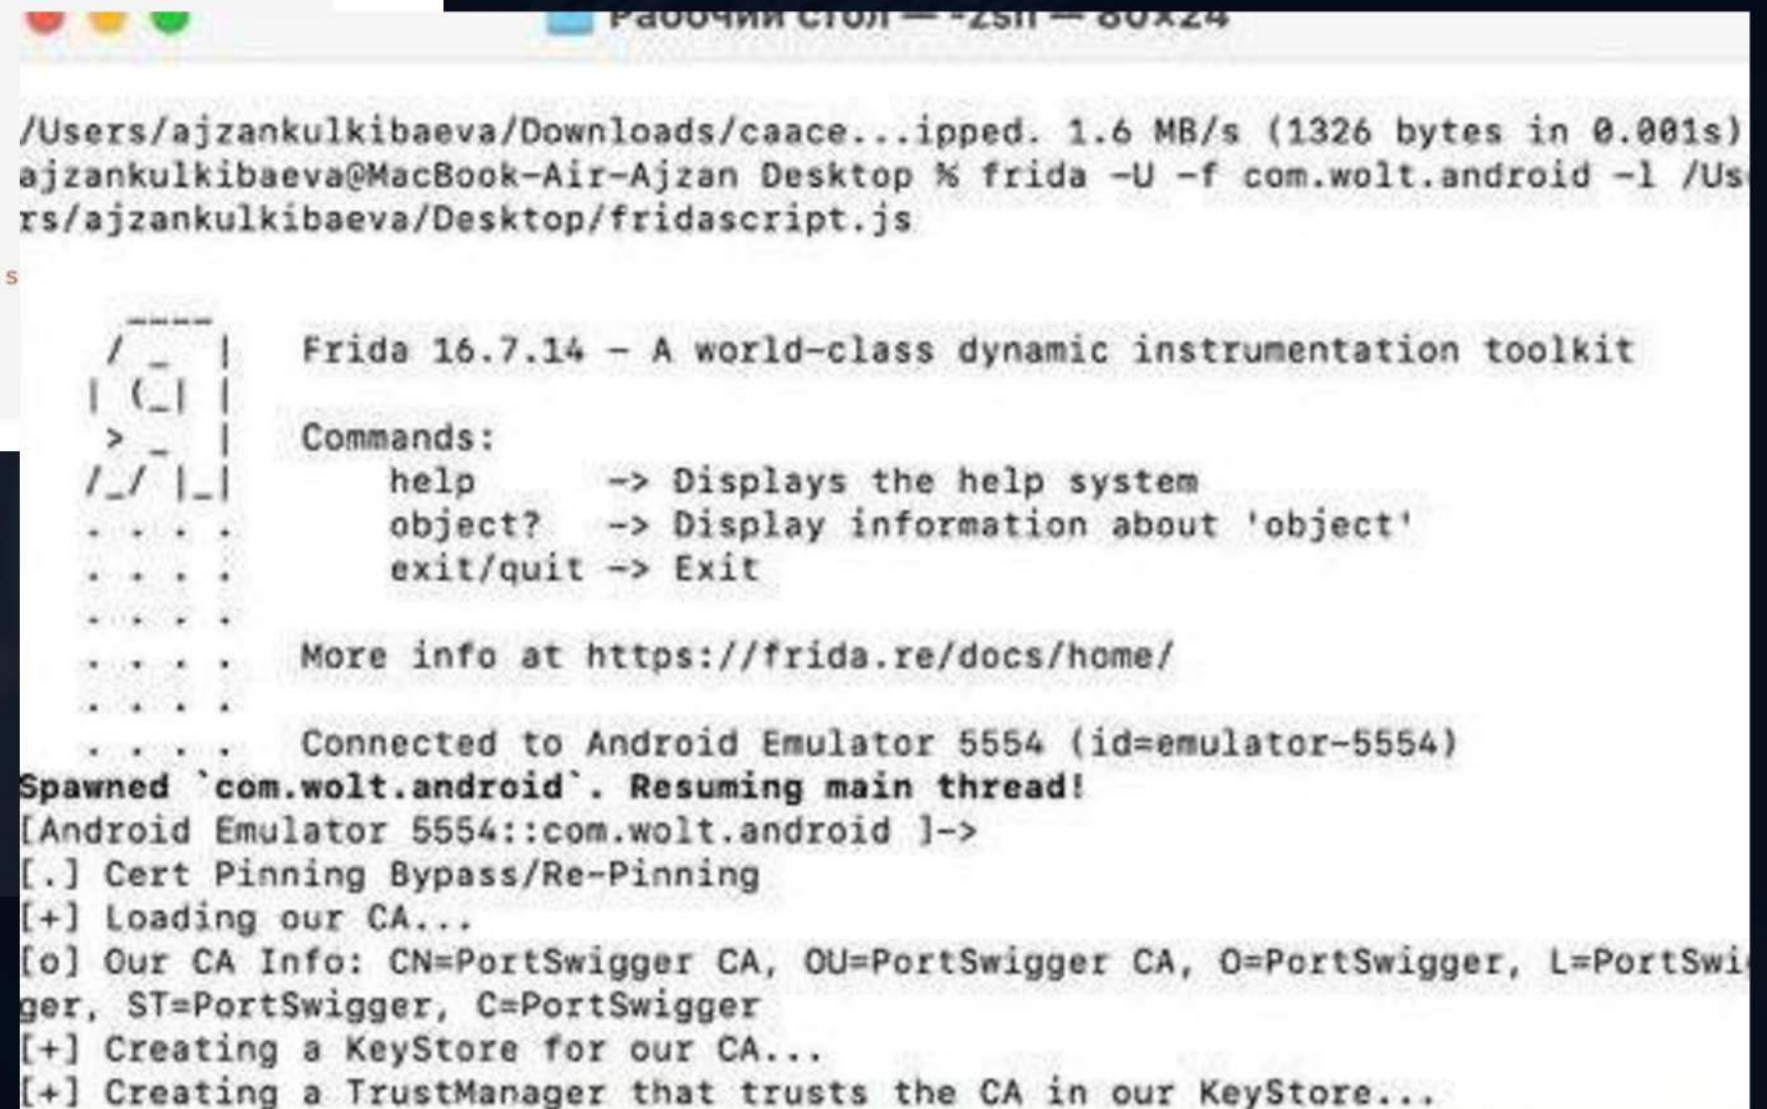 Рабочий стол — -zsh — 80×24
/Users/ajzankulkibaeva/Downloads/caace...ipped. 1.6 MB/s (1326 bytes in 0.001s)
ajzankulkibaeva@MacBook-Air-Ajzan Desktop % frida -U -f com.wolt.android -l /Us
rs/ajzankulkibaeva/Desktop/fridascript.js
s
____
/ _  |   Frida 16.7.14 - A world-class dynamic instrumentation toolkit
| (_| |
> _  |   Commands:
/_/ |_|       help      -> Displays the help system
. . . .       object?   -> Display information about 'object'
. . . .       exit/quit -> Exit
. . . .
. . . .   More info at https://frida.re/docs/home/
. . . .
. . . .   Connected to Android Emulator 5554 (id=emulator-5554)
Spawned `com.wolt.android`. Resuming main thread!
[Android Emulator 5554::com.wolt.android ]->
[.] Cert Pinning Bypass/Re-Pinning
[+] Loading our CA...
[o] Our CA Info: CN=PortSwigger CA, OU=PortSwigger CA, O=PortSwigger, L=PortSwi
ger, ST=PortSwigger, C=PortSwigger
[+] Creating a KeyStore for our CA...
[+] Creating a TrustManager that trusts the CA in our KeyStore...